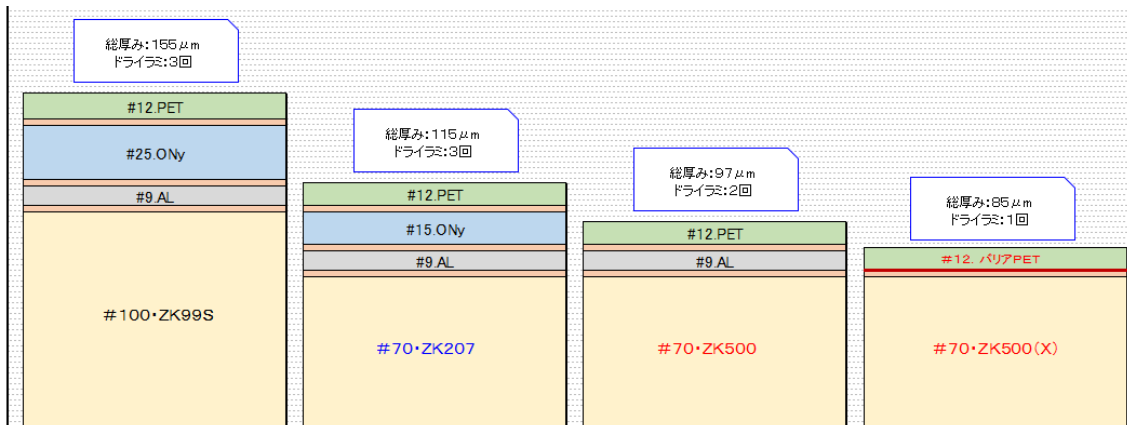 総厚み:155μm
ドライラミ:3回
#12.PET
#25.ONy
#9.AL
#100・ZK99S
総厚み:115μm
ドライラミ:3回
#12.PET
#15.ONy
#9.AL
#70・ZK207
総厚み:97μm
ドライラミ:2回
#12.PET
#9.AL
#70・ZK500
総厚み:85μm
ドライラミ:1回
#12. バリアPET
#70・ZK500(X)